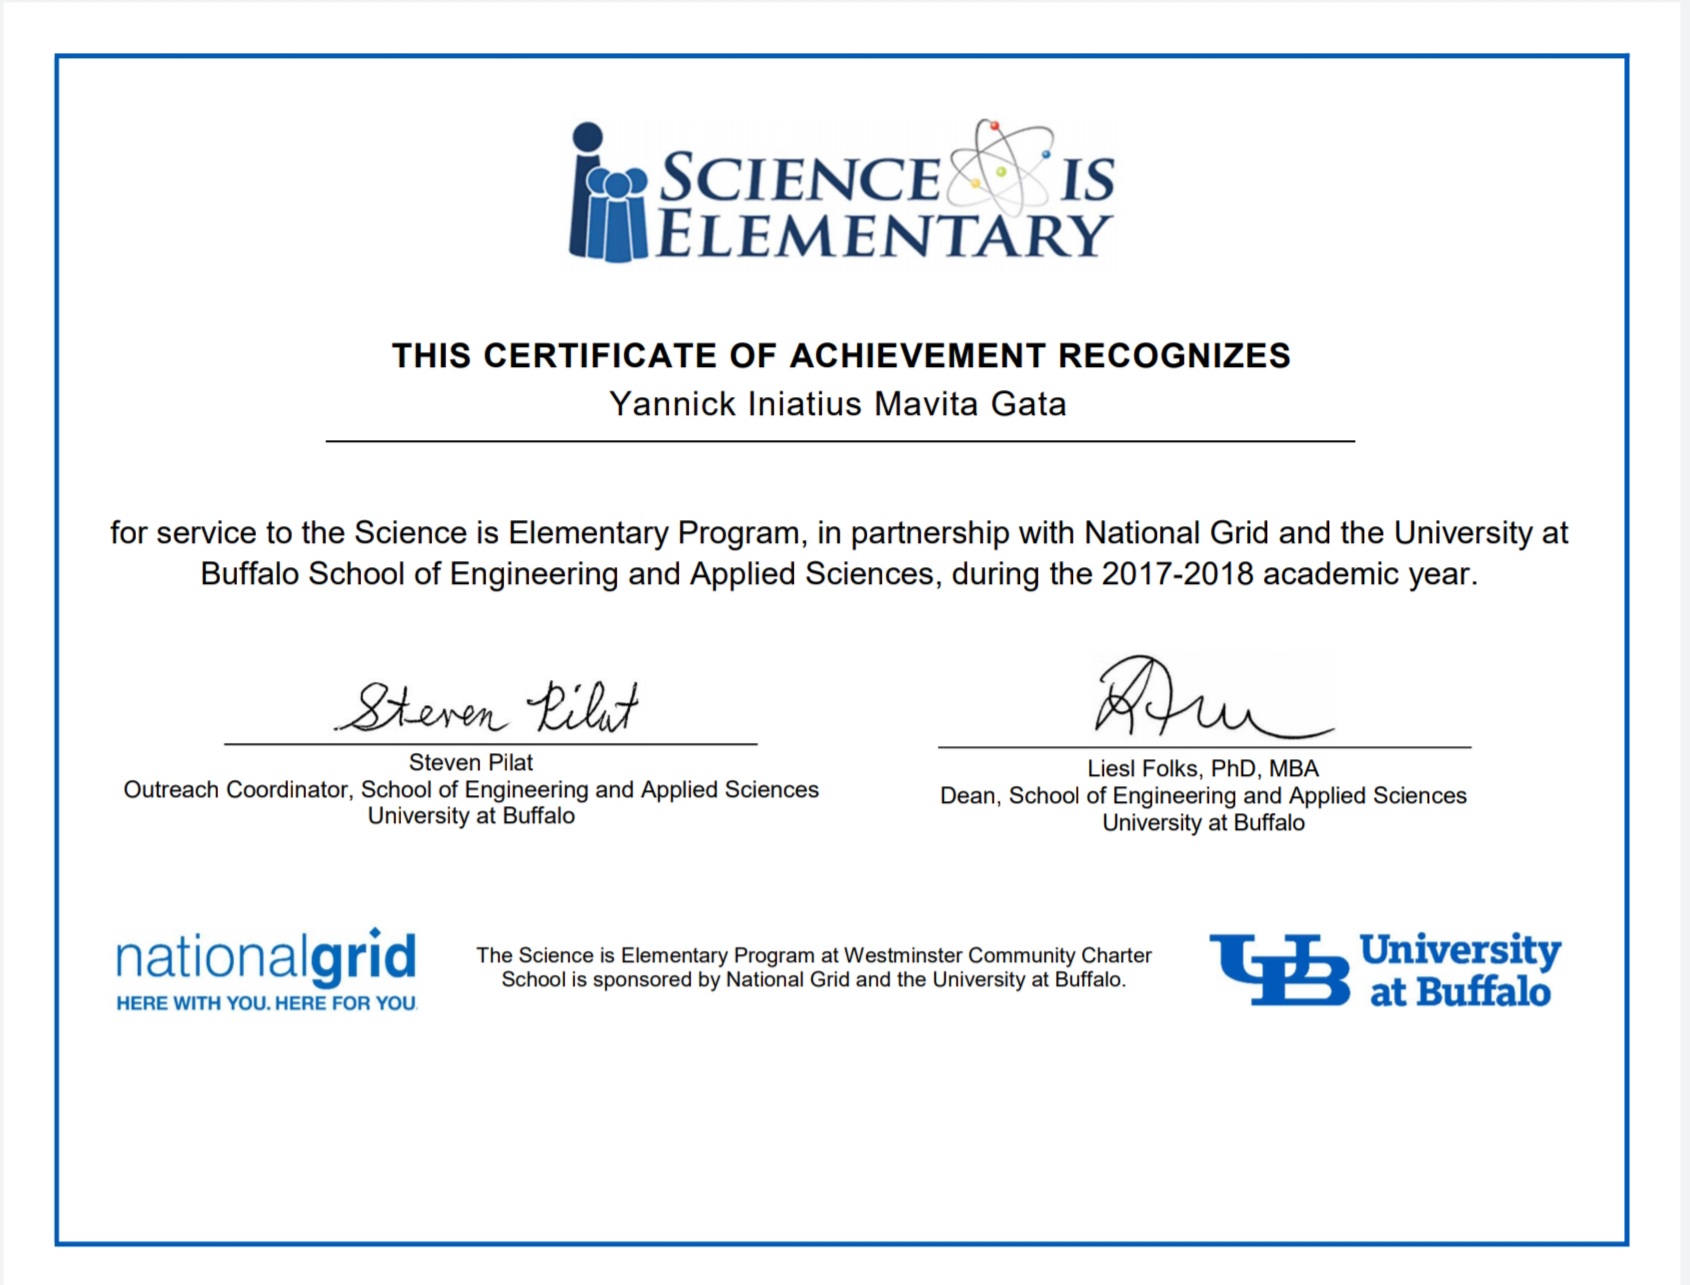 SCIENCE IS
ELEMENTARY
THIS CERTIFICATE OF ACHIEVEMENT RECOGNIZES
Yannick Iniatius Mavita Gata
for service to the Science is Elementary Program, in partnership with National Grid and the University at
Buffalo School of Engineering and Applied Sciences, during the 2017-2018 academic year.
Steven Pilat
Steven Pilat
Outreach Coordinator, School of Engineering and Applied Sciences
University at Buffalo
Liesl Folks, PhD, MBA
Dean, School of Engineering and Applied Sciences
University at Buffalo
nationalgrid
HERE WITH YOU. HERE FOR YOU.
The Science is Elementary Program at Westminster Community Charter
School is sponsored by National Grid and the University at Buffalo.
UB University
at Buffalo